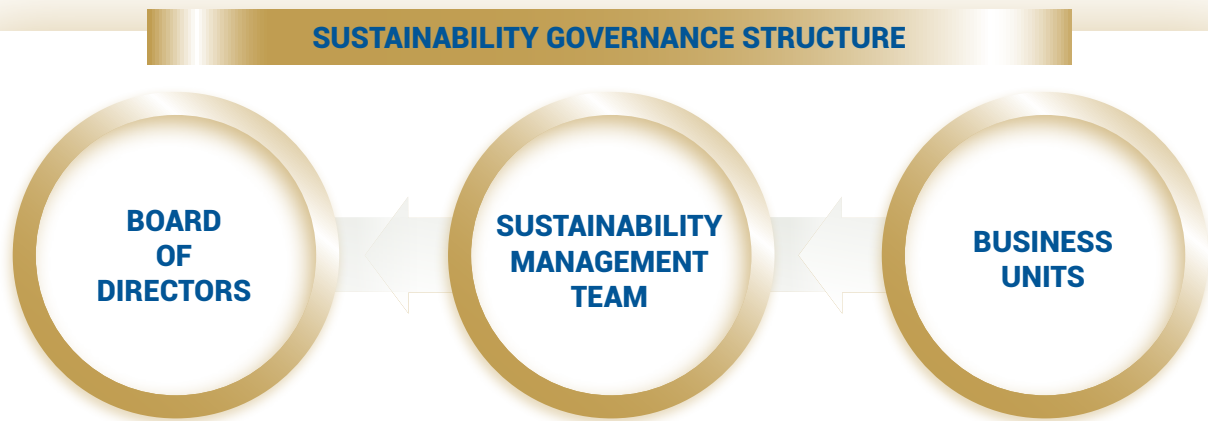 SUSTAINABILITY GOVERNANCE STRUCTURE
BOARD
OF
DIRECTORS
SUSTAINABILITY
MANAGEMENT
TEAM
BUSINESS
UNITS